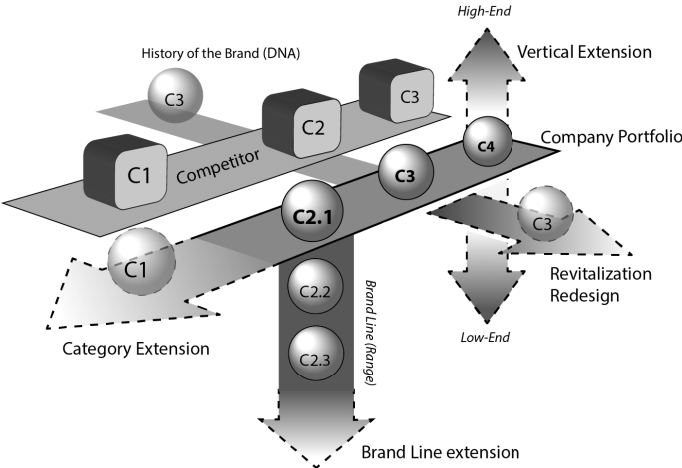 High-End
Vertical Extension
History of the Brand (DNA)
C3
C3
C2
C1
Competitor
Company Portfolio
C4
C3
C2.1
C3
C1
Revitalization
Redesign
C2.2
Brand Line (Range)
C2.3
Low-End
Category Extension
Brand Line extension